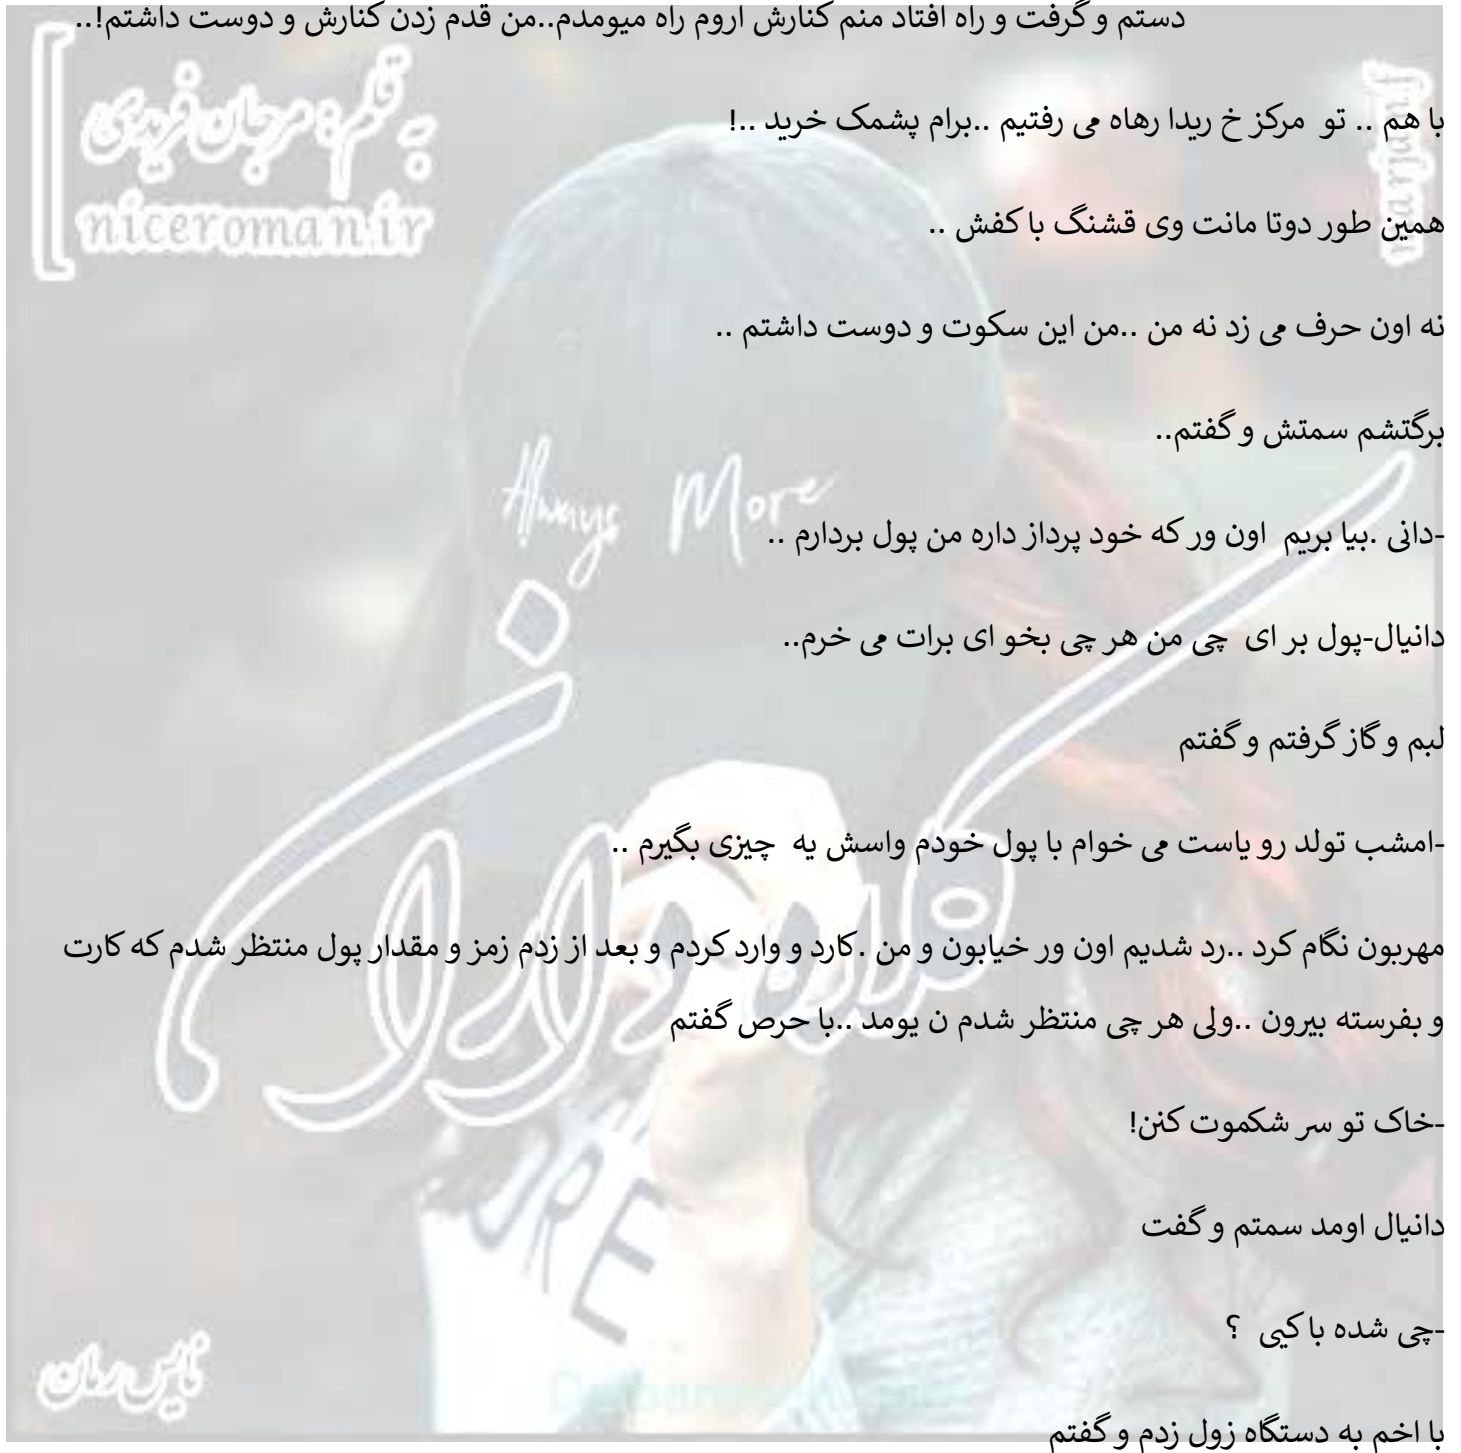 دستم و گرفت و راه افتاد منم کنارش اروم راه میومدم..من قدم زدن کنارش و دوست داشتم!..
به قلم: مرجان فریدی
niceroman.ir
با هم .. تو مرکز خ ریدا رهاه می رفتیم ..برام پشمک خرید ..!
همین طور دوتا مانت وی قشنگ با کفش ..
نه اون حرف می زد نه من ..من این سکوت و دوست داشتم ..
برگتشم سمتش و گفتم..
Always More
-دانی .بیا بریم اون ور که خود پرداز داره من پول بردارم ..
دانیال-پول بر ای چی من هر چی بخو ای برات می خرم..
لبم و گاز گرفتم و گفتم
-امشب تولد رو یاست می خوام با پول خودم واسش یه چیزی بگیرم ..
مهربون نگام کرد ..رد شدیم اون ور خیابون و من .کارد و وارد کردم و بعد از زدم زمز و مقدار پول منتظر شدم که کارت
و بفرسته بیرون ..ولی هر چی منتظر شدم ن یومد ..با حرص گفتم
-خاک تو سر شکموت کنن!
دانیال اومد سمتم و گفت
-چی شده با کیی ؟
نایس رمان
با اخم به دستگاه زول زدم و گفتم